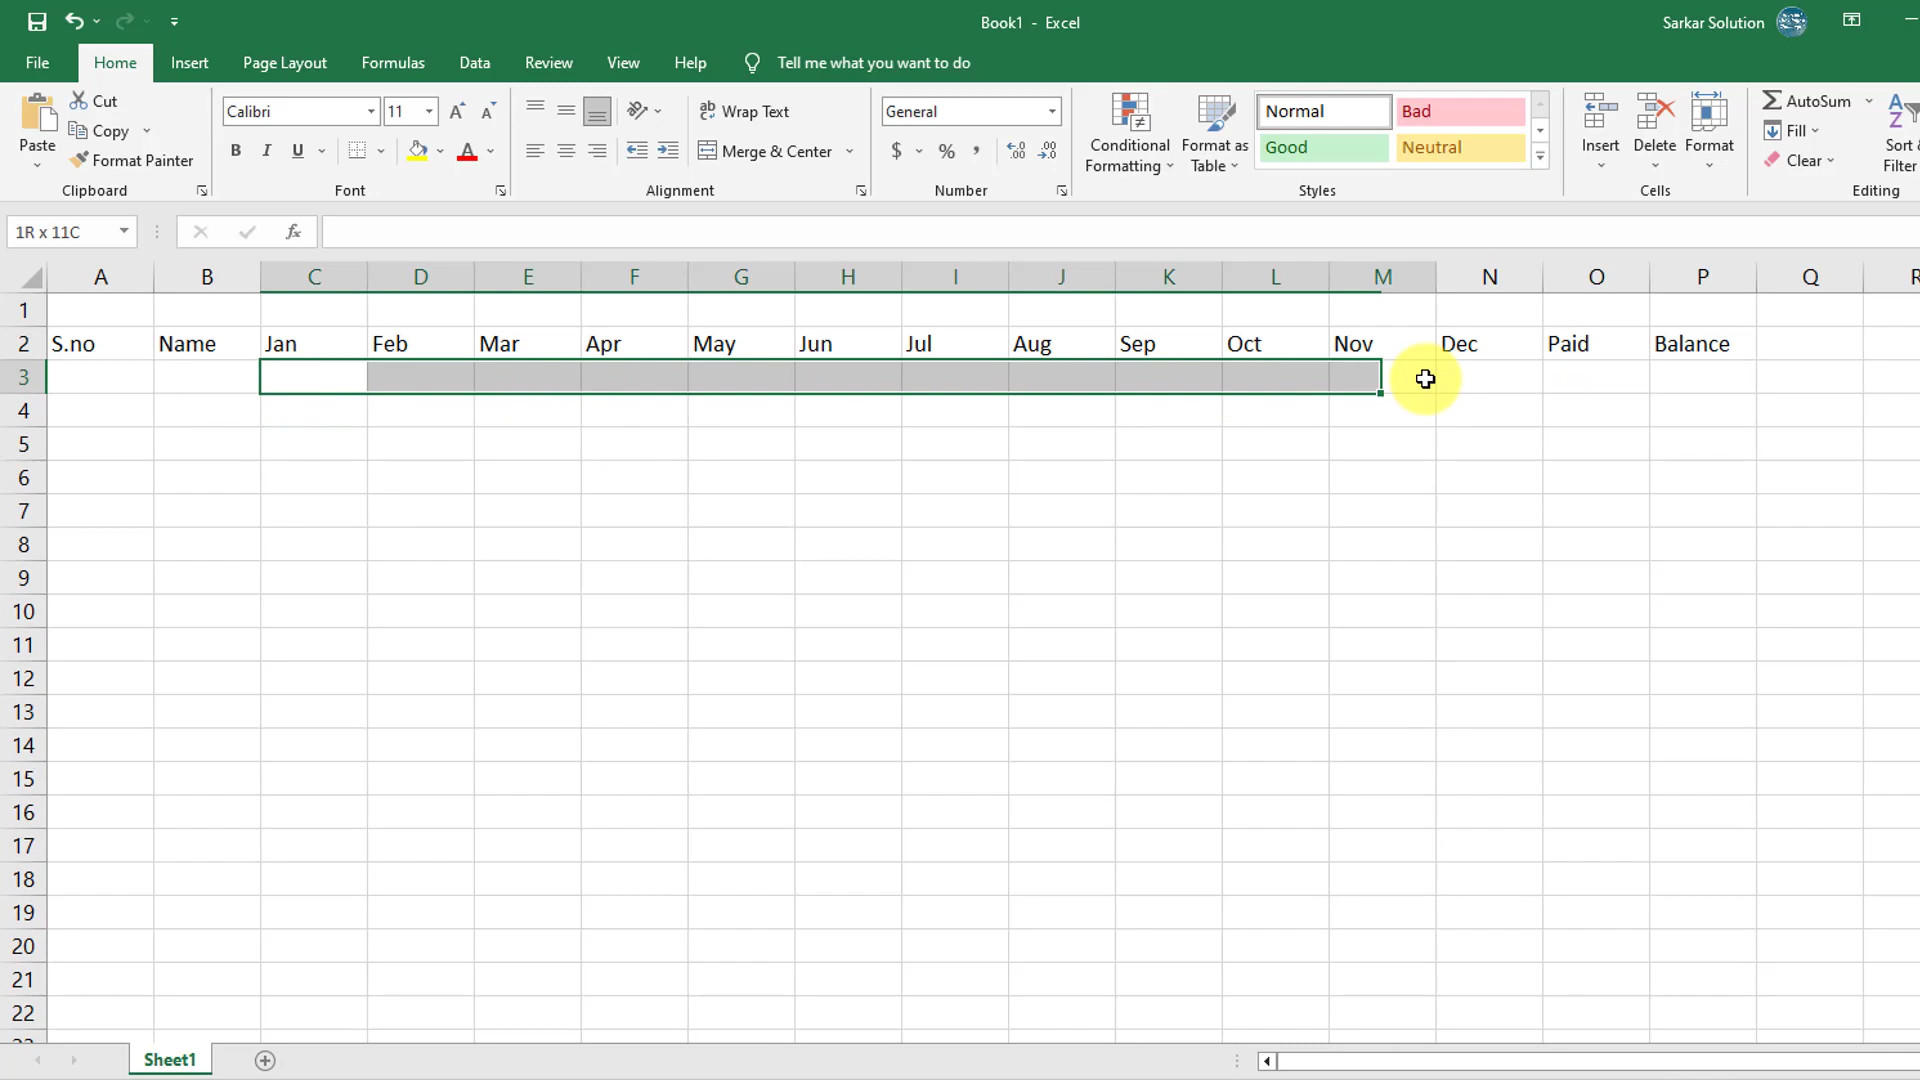 Book1 - Excel
Sarkar Solution
File Home Insert Page Layout Formulas Data Review View Help Tell me what you want to do
Paste
Cut
Copy
Format Painter
Clipboard
Calibri 11
B I U A
Font
ab Wrap Text
Merge & Center
Alignment
General
$ % ,
Number
Conditional Formatting
Format as Table
Normal Bad
Good Neutral
Styles
Insert Delete Format
Cells
AutoSum
Fill
Clear
Sort &
Filter
Editing
1R x 11C fx
A B C D E F G H I J K L M N O P Q R
1
2 S.no Name Jan Feb Mar Apr May Jun Jul Aug Sep Oct Nov Dec Paid Balance
3
4
5
6
7
8
9
10
11
12
13
14
15
16
17
18
19
20
21
22
Sheet1